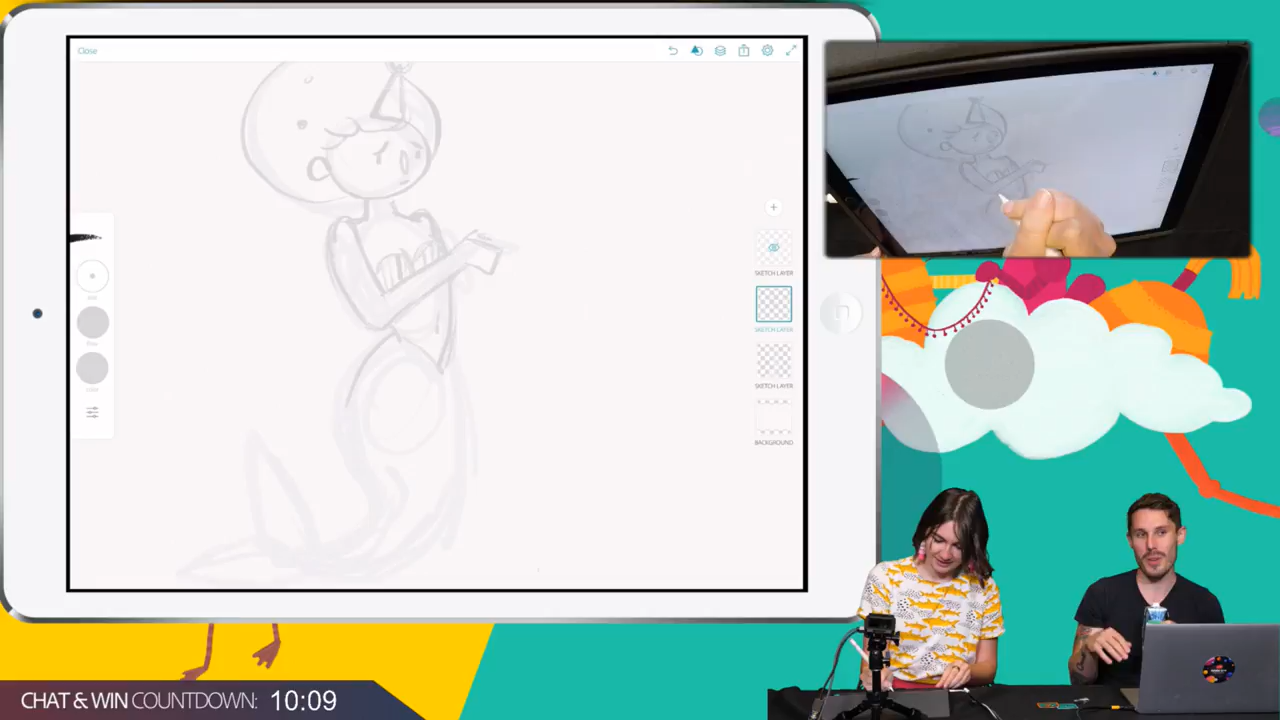 Close
SKETCH LAYER
SKETCH LAYER
SKETCH LAYER
BACKGROUND
CHAT & WIN COUNTDOWN: 10:09